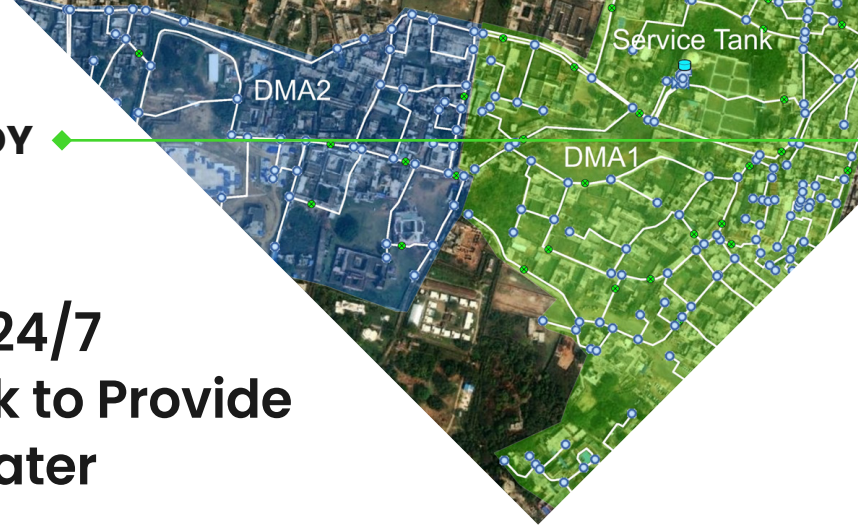 Service Tank
DMA2
DY
DMA1
24/7
k to Provide
ater